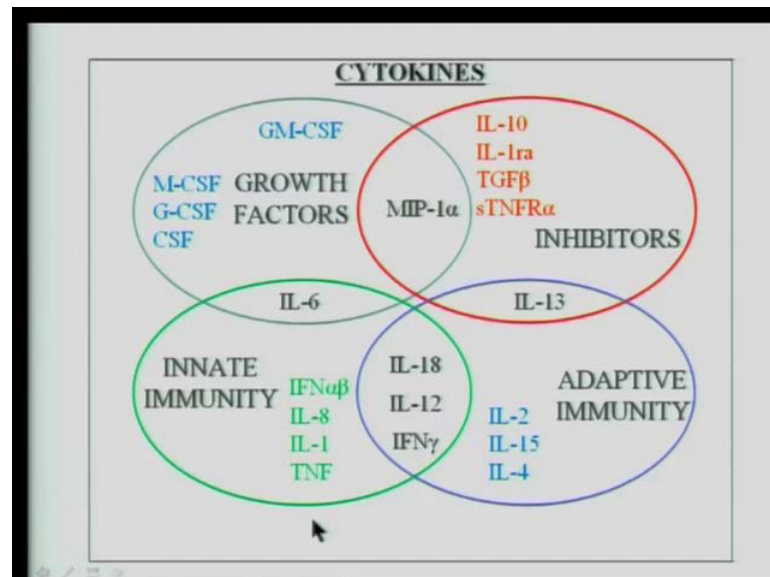 CYTOKINES
GM-CSF
M-CSF
G-CSF
CSF
GROWTH
FACTORS
MIP-1α
IL-10
IL-1ra
TGFβ
sTNFRα
INHIBITORS
IL-6
IL-13
INNATE
IMMUNITY
IFNαβ
IL-8
IL-1
TNF
IL-18
IL-12
IFNγ
IL-2
IL-15
IL-4
ADAPTIVE
IMMUNITY